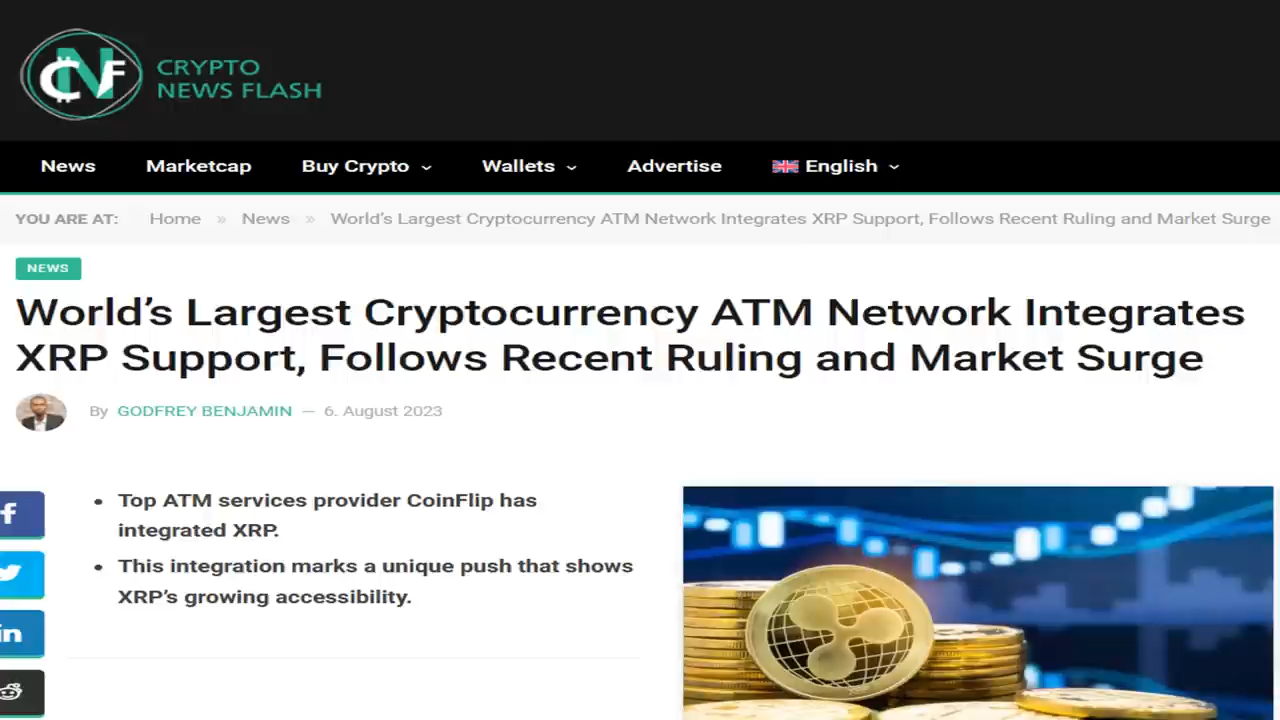 CNF
CRYPTO
NEWS FLASH
News Marketcap Buy Crypto Wallets Advertise English
YOU ARE AT: Home » News » World's Largest Cryptocurrency ATM Network Integrates XRP Support, Follows Recent Ruling and Market Surge
NEWS
World's Largest Cryptocurrency ATM Network Integrates
XRP Support, Follows Recent Ruling and Market Surge
By GODFREY BENJAMIN — 6. August 2023
• Top ATM services provider CoinFlip has
integrated XRP.
• This integration marks a unique push that shows
XRP's growing accessibility.
f
in